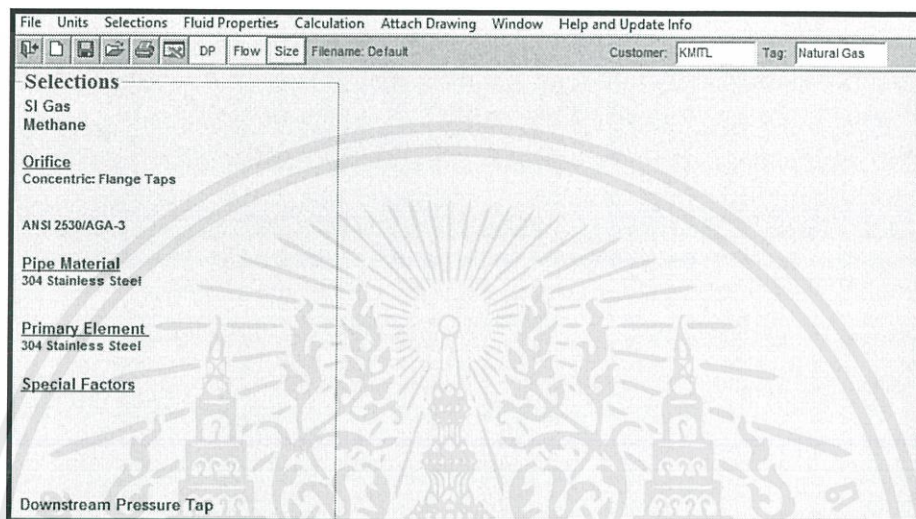 File Units Selections Fluid Properties Calculation Attach Drawing Window Help and Update Info
DP Flow Size Filename: Default Customer: KMITL Tag: Natural Gas
Selections
SI Gas
Methane
Orifice
Concentric: Flange Taps
ANSI 2530/AGA-3
Pipe Material
304 Stainless Steel
Primary Element
304 Stainless Steel
Special Factors
Downstream Pressure Tap